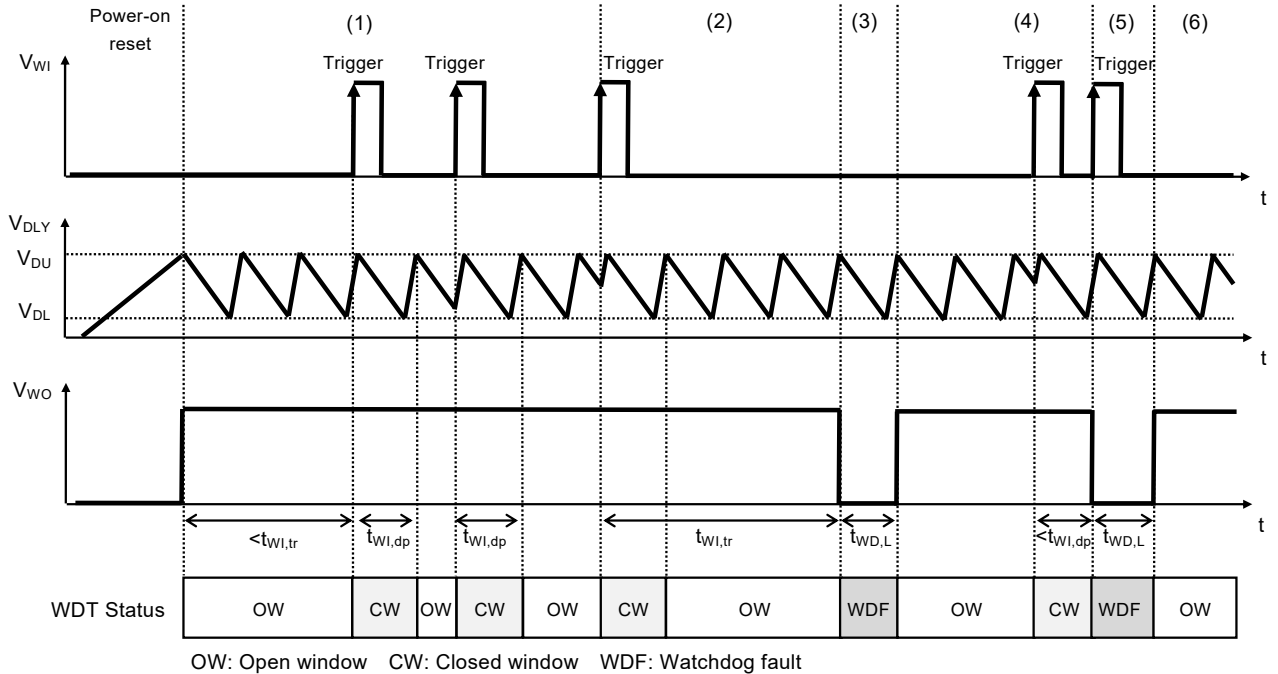 Power-on (1) (2) (3) (4) (5) (6)
reset
VWI Trigger Trigger Trigger Trigger Trigger
t
VDLY
VDU
VDL
t
VWO
t
<tWI,tr tWI,dp tWI,dp tWI,tr tWD,L <tWI,dp tWD,L
WDT Status OW CW OW CW OW CW OW WDF OW CW WDF OW
OW: Open window CW: Closed window WDF: Watchdog fault